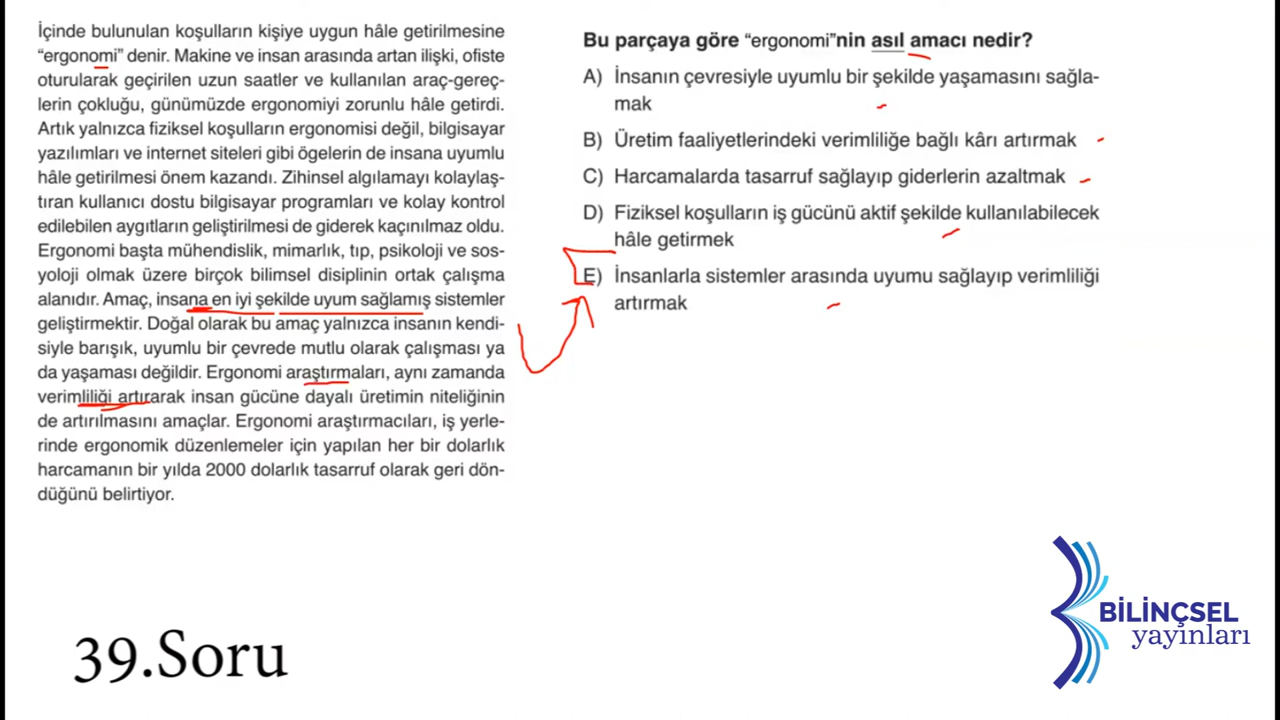 İçinde bulunulan koşulların kişiye uygun hâle getirilmesine
“ergonomi” denir. Makine ve insan arasında artan ilişki, ofiste
oturularak geçirilen uzun saatler ve kullanılan araç-gereç-
lerin çokluğu, günümüzde ergonomiyi zorunlu hâle getirdi.
Artık yalnızca fiziksel koşulların ergonomisi değil, bilgisayar
yazılımları ve internet siteleri gibi ögelerin de insana uyumlu
hâle getirilmesi önem kazandı. Zihinsel algılamayı kolaylaş-
tıran kullanıcı dostu bilgisayar programları ve kolay kontrol
edilebilen aygıtların geliştirilmesi de giderek kaçınılmaz oldu.
Ergonomi başta mühendislik, mimarlık, tıp, psikoloji ve sos-
yoloji olmak üzere birçok bilimsel disiplinin ortak çalışma
alanıdır. Amaç, insana en iyi şekilde uyum sağlamış sistemler
geliştirmektir. Doğal olarak bu amaç yalnızca insanın kendi-
siyle barışık, uyumlu bir çevrede mutlu olarak çalışması ya
da yaşaması değildir. Ergonomi araştırmaları, aynı zamanda
verimliliği artırarak insan gücüne dayalı üretimin niteliğinin
de artırılmasını amaçlar. Ergonomi araştırmacıları, iş yerle-
rinde ergonomik düzenlemeler için yapılan her bir dolarlık
harcamanın bir yılda 2000 dolarlık tasarruf olarak geri dön-
düğünü belirtiyor.
Bu parçaya göre “ergonomi”nin asıl amacı nedir?
A) İnsanın çevresiyle uyumlu bir şekilde yaşamasını sağla-
mak
B) Üretim faaliyetlerindeki verimliliğe bağlı kârı artırmak
C) Harcamalarda tasarruf sağlayıp giderlerin azaltmak
D) Fiziksel koşulların iş gücünü aktif şekilde kullanılabilecek
hâle getirmek
E) İnsanlarla sistemler arasında uyumu sağlayıp verimliliği
artırmak
39.Soru
BİLİNÇSEL
yayınları